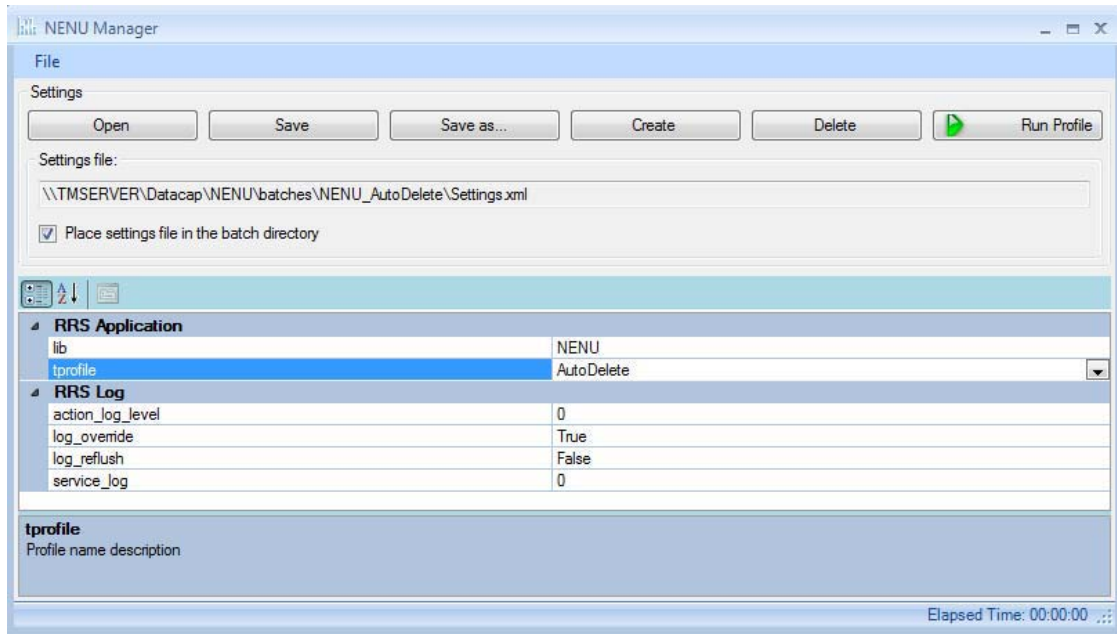 NENU Manager
File
Settings
Open Save Save as... Create Delete Run Profile
Settings file:
\\TMSERVER\Datacap\NENU\batches\NENU_AutoDelete\Settings.xml
Place settings file in the batch directory
RRS Application
lib NENU
tprofile AutoDelete
RRS Log
action_log_level 0
log_override True
log_reflush False
service_log 0
tprofile
Profile name description
Elapsed Time: 00:00:00